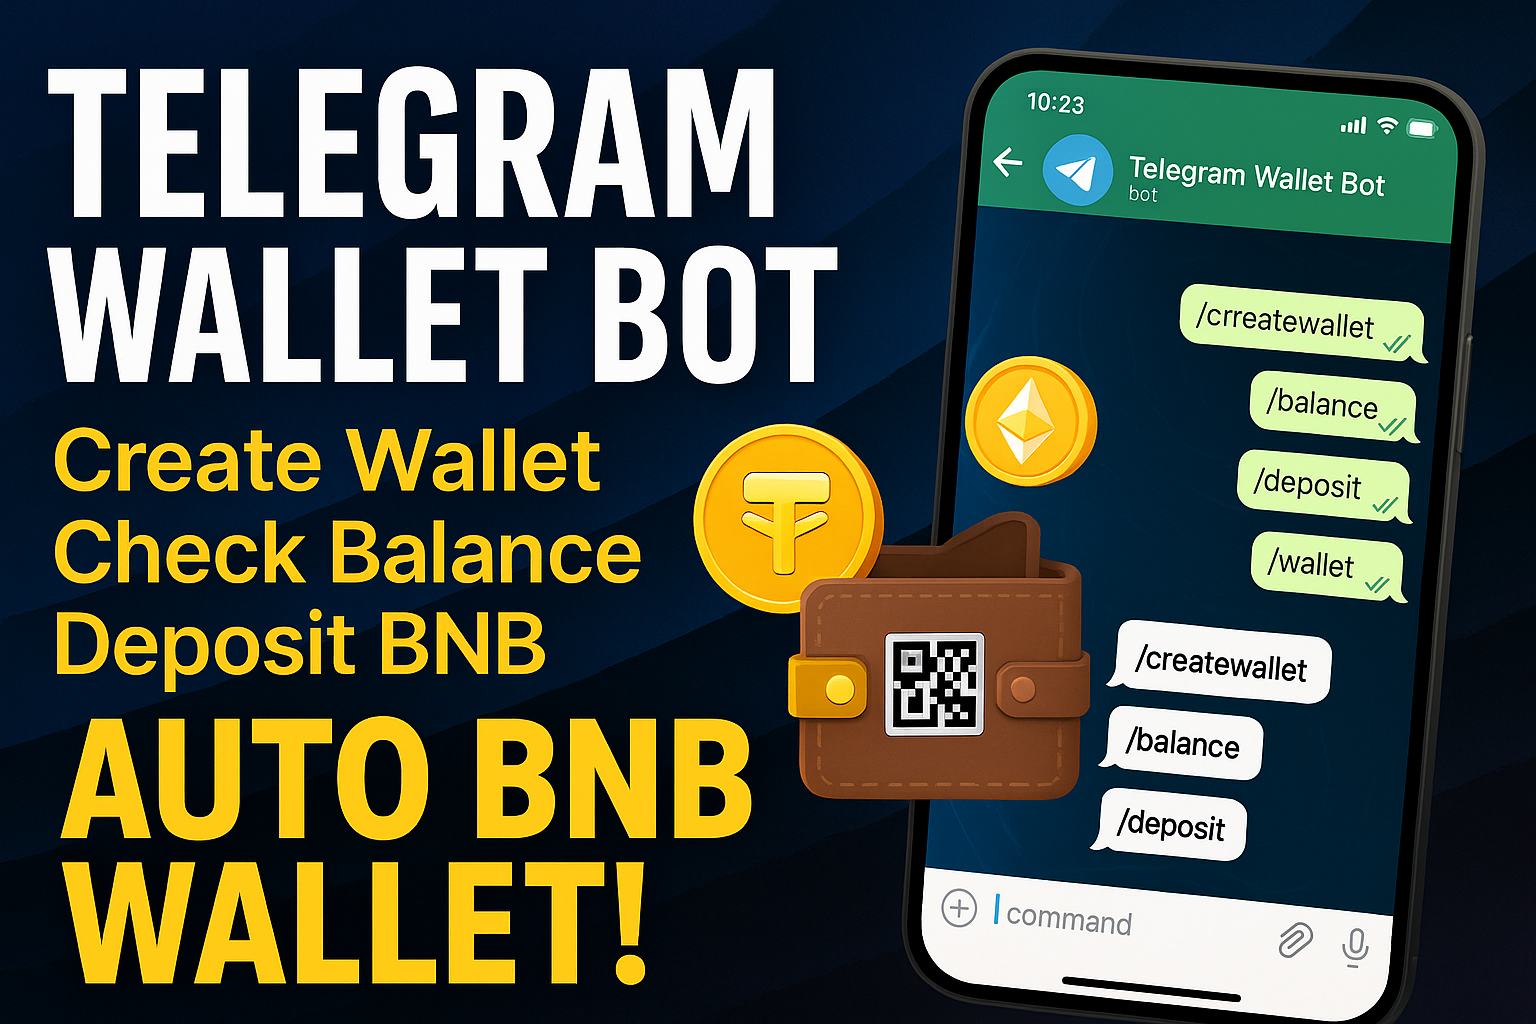 TELEGRAM
WALLET BOT
Create Wallet
Check Balance
Deposit BNB
AUTO BNB
WALLET!
10:23
Telegram Wallet Bot
bot
/crreatewallet
/balance
/deposit
/wallet
/createwallet
/balance
/deposit
command